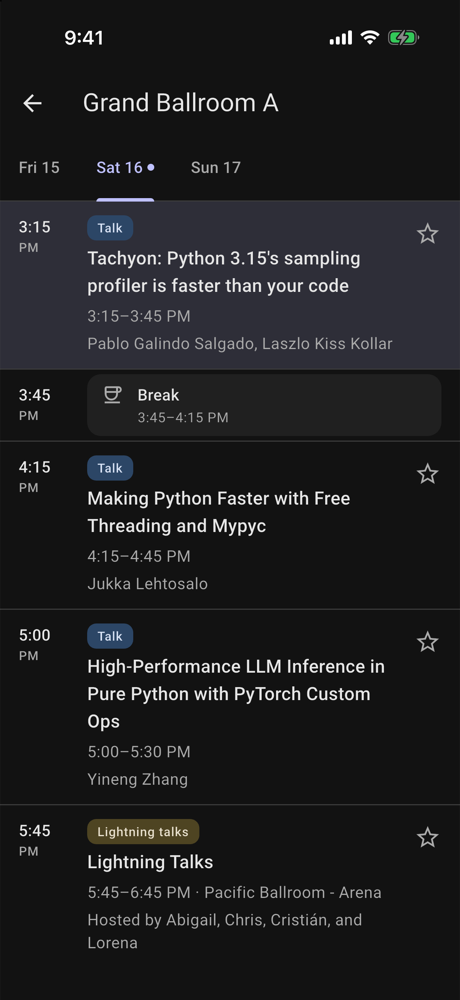 9:41
Grand Ballroom A
Fri 15
Sat 16
Sun 17
3:15
PM
Talk
Tachyon: Python 3.15's sampling
profiler is faster than your code
3:15–3:45 PM
Pablo Galindo Salgado, Laszlo Kiss Kollar
3:45
PM
Break
3:45–4:15 PM
4:15
PM
Talk
Making Python Faster with Free
Threading and Mypyc
4:15–4:45 PM
Jukka Lehtosalo
5:00
PM
Talk
High-Performance LLM Inference in
Pure Python with PyTorch Custom
Ops
5:00–5:30 PM
Yineng Zhang
5:45
PM
Lightning talks
Lightning Talks
5:45–6:45 PM · Pacific Ballroom - Arena
Hosted by Abigail, Chris, Cristián, and
Lorena